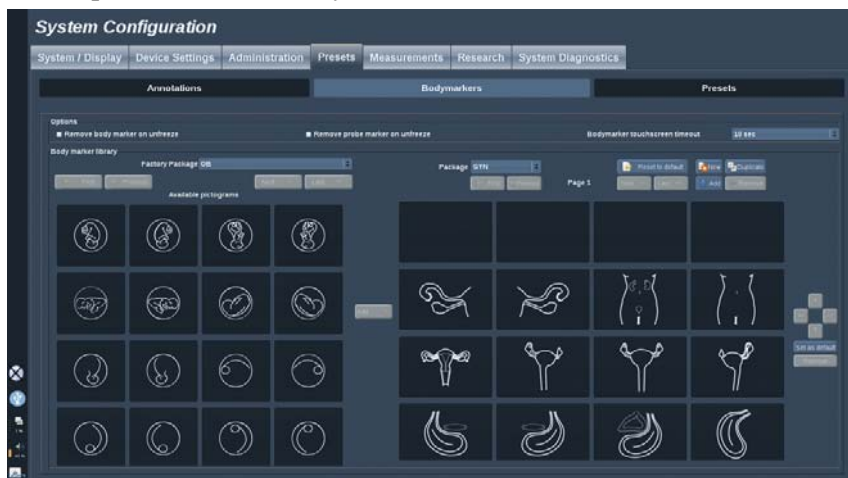 System Configuration
System / Display Device Settings Administration Presets Measurements Research System Diagnostics
Annotations Bodymarkers Presets
Options
Remove body marker on unfreeze Remove probe marker on unfreeze Bodymarker touchscreen timeout 10 sec
Body marker library
Factory Package OB Package GYN Reset to default New Duplicate
Page 1 Add
Available pictograms
Set as default